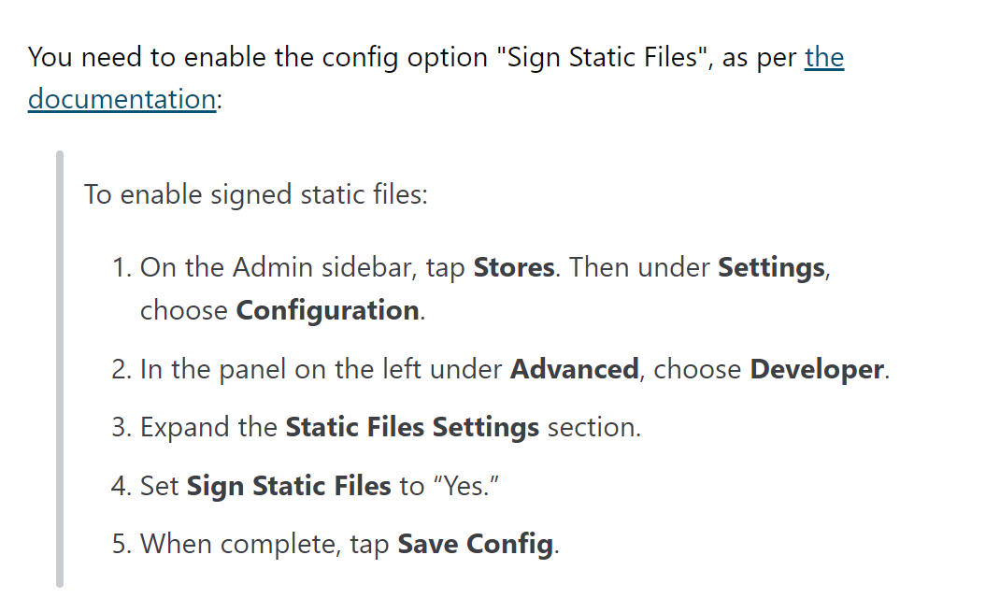 You need to enable the config option "Sign Static Files", as per the
documentation:
To enable signed static files:
1. On the Admin sidebar, tap Stores. Then under Settings,
choose Configuration.
2. In the panel on the left under Advanced, choose Developer.
3. Expand the Static Files Settings section.
4. Set Sign Static Files to “Yes.”
5. When complete, tap Save Config.